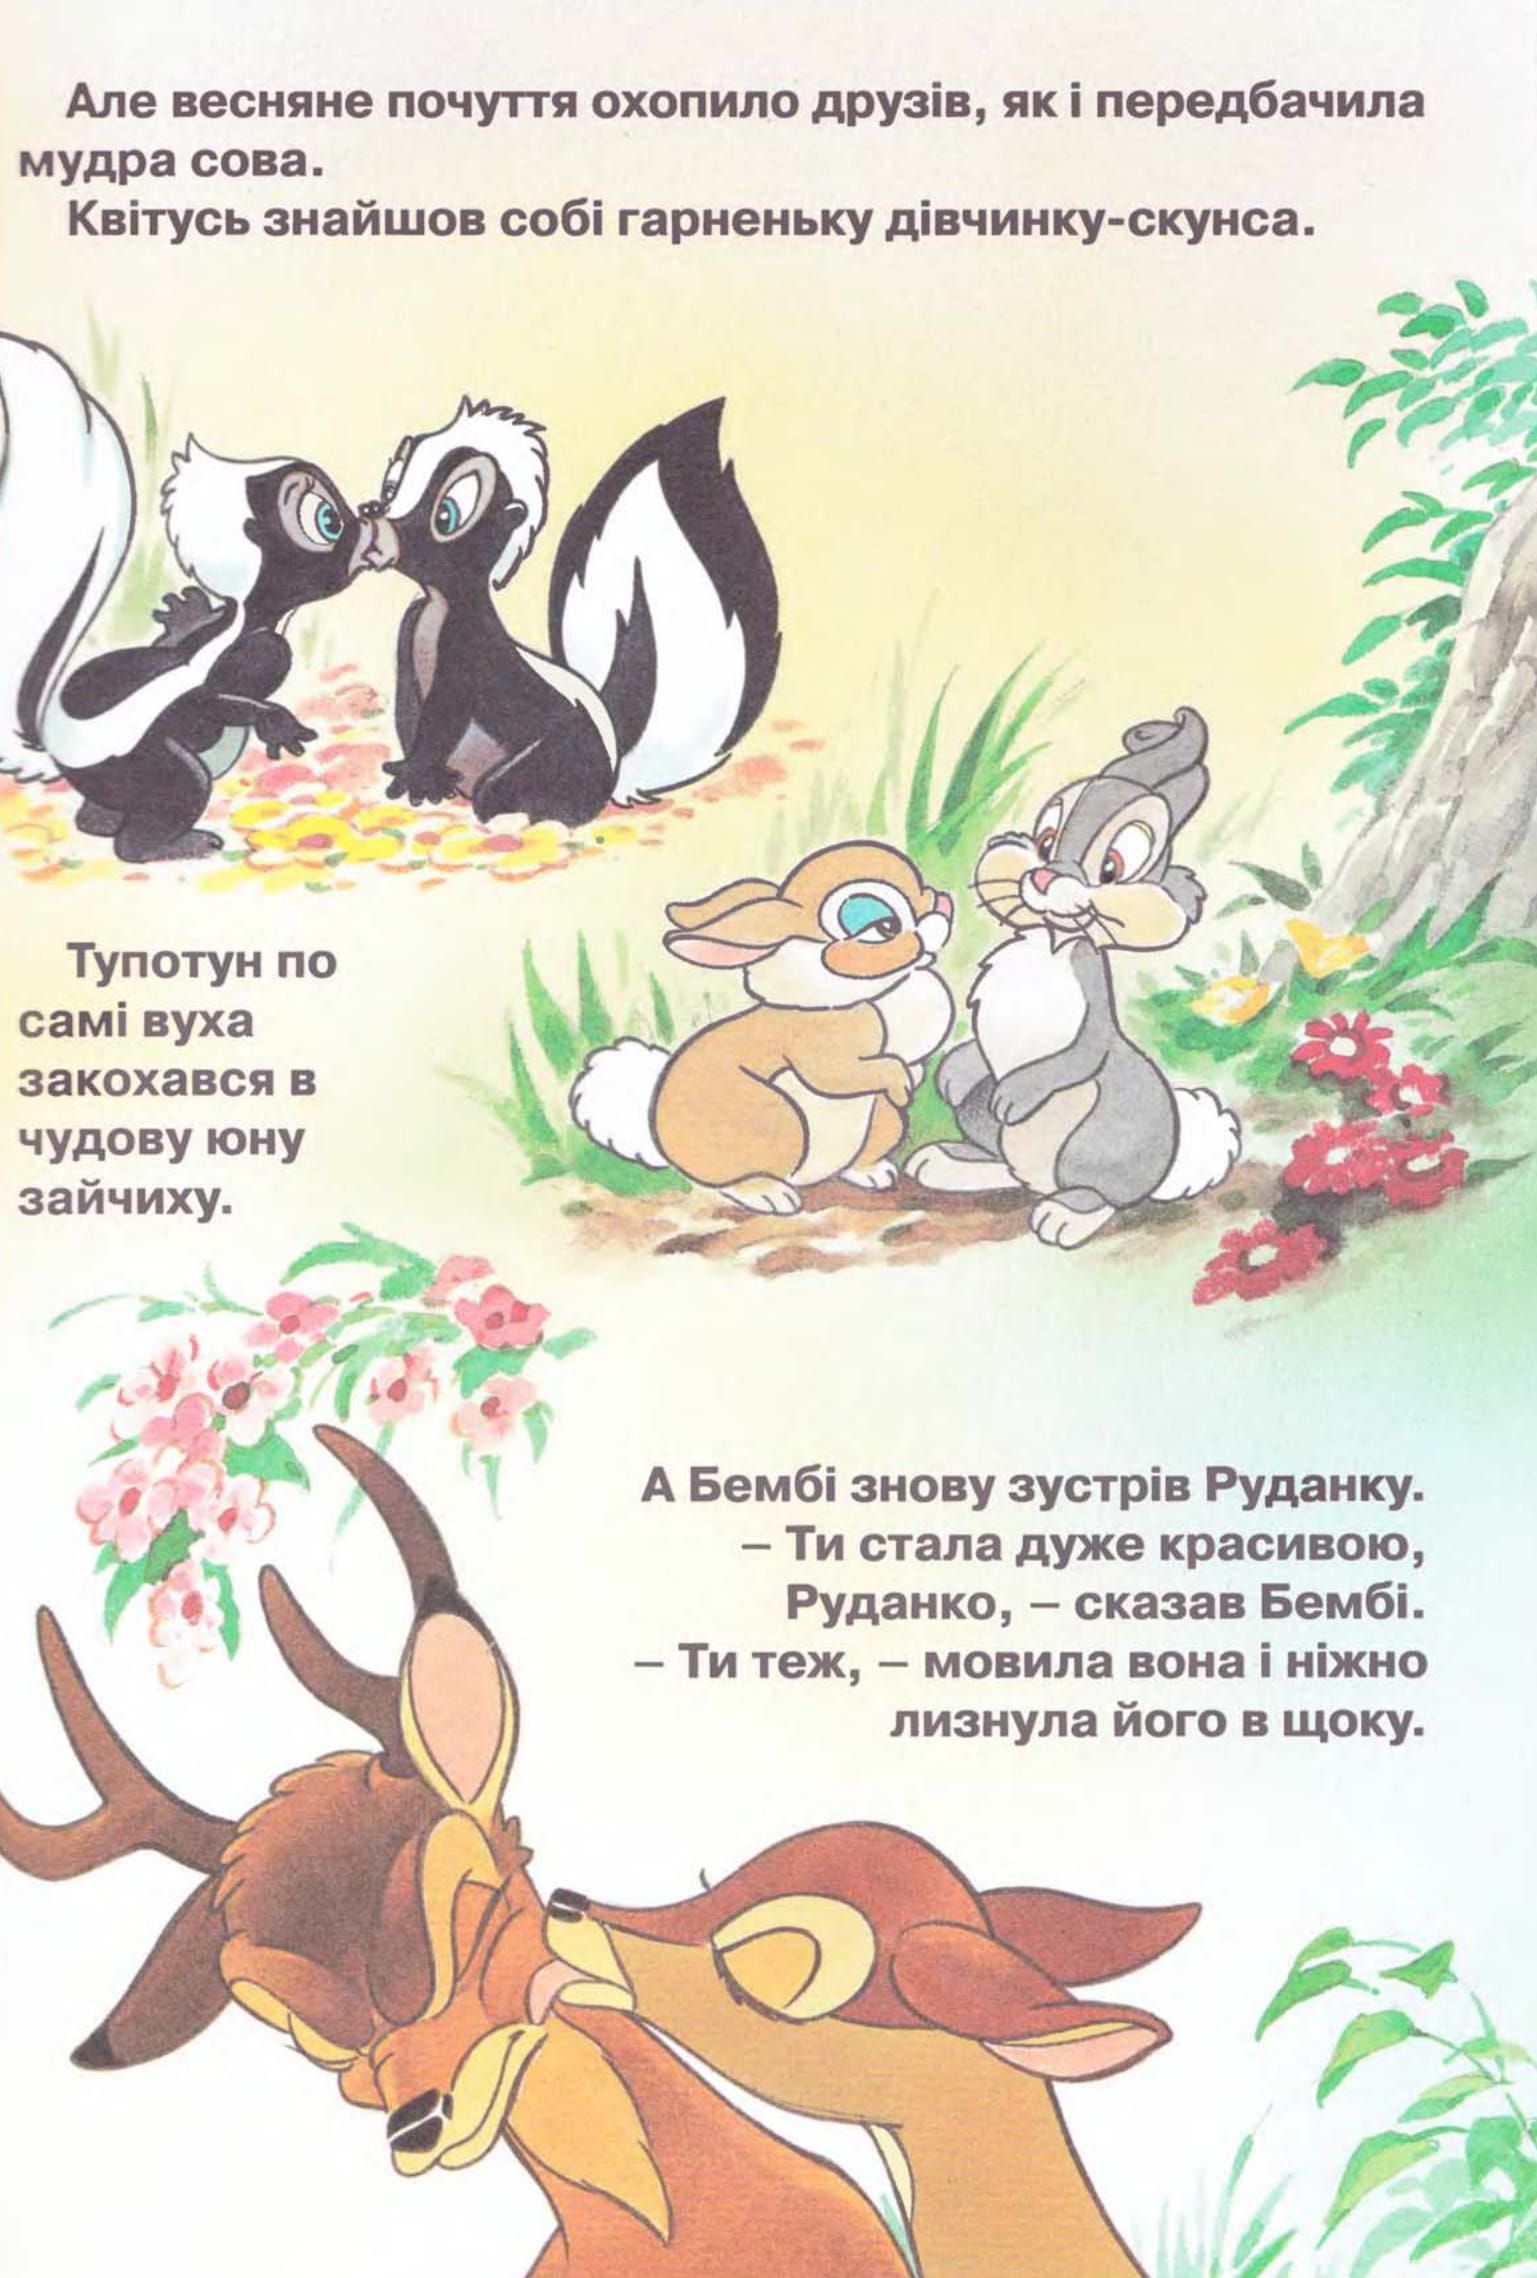 Але весняне почуття охопило друзів, як і передбачила
мудра сова.
Квітусь знайшов собі гарненьку дівчинку-скунса.
Тупотун по
самі вуха
закохався в
чудову юну
зайчиху.
А Бембі знову зустрів Руданку.
– Ти стала дуже красивою,
Руданко, – сказав Бембі.
– Ти теж, – мовила вона і ніжно
лизнула його в щоку.